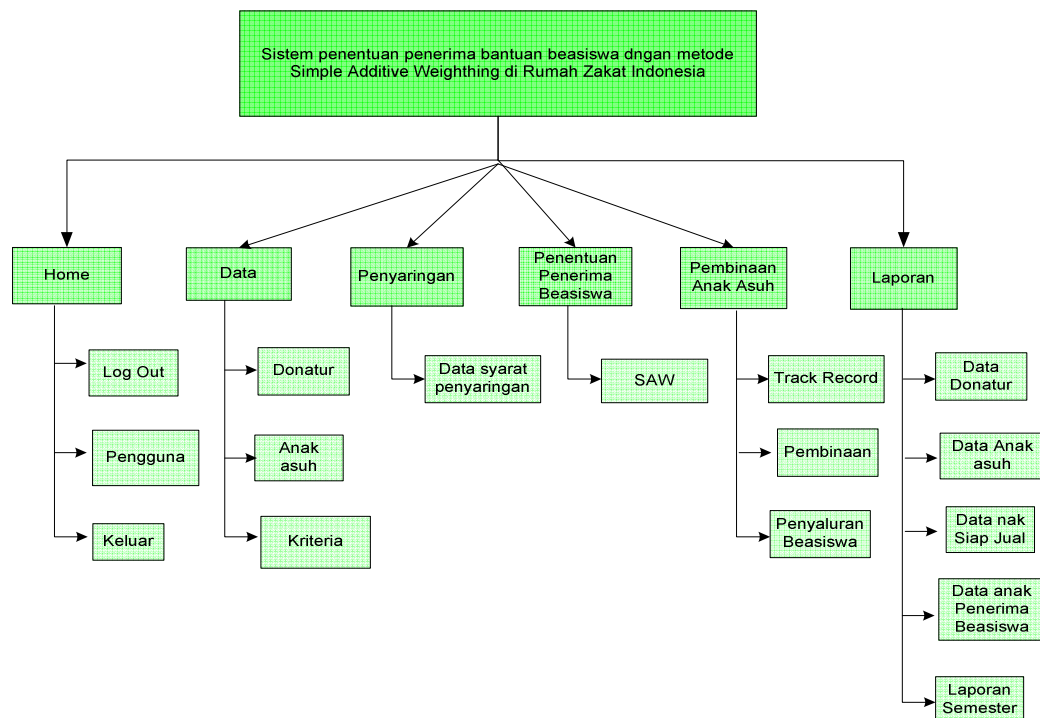 Sistem penentuan penerima bantuan beasiswa dngan metode
Simple Additive Weighthing di Rumah Zakat Indonesia
Home
Log Out
Pengguna
Keluar
Data
Donatur
Anak
asuh
Kriteria
Penyaringan
Data syarat
penyaringan
Penentuan
Penerima
Beasiswa
SAW
Pembinaan
Anak Asuh
Track Record
Pembinaan
Penyaluran
Beasiswa
Laporan
Data
Donatur
Data Anak
asuh
Data nak
Siap Jual
Data anak
Penerima
Beasiswa
Laporan
Semester